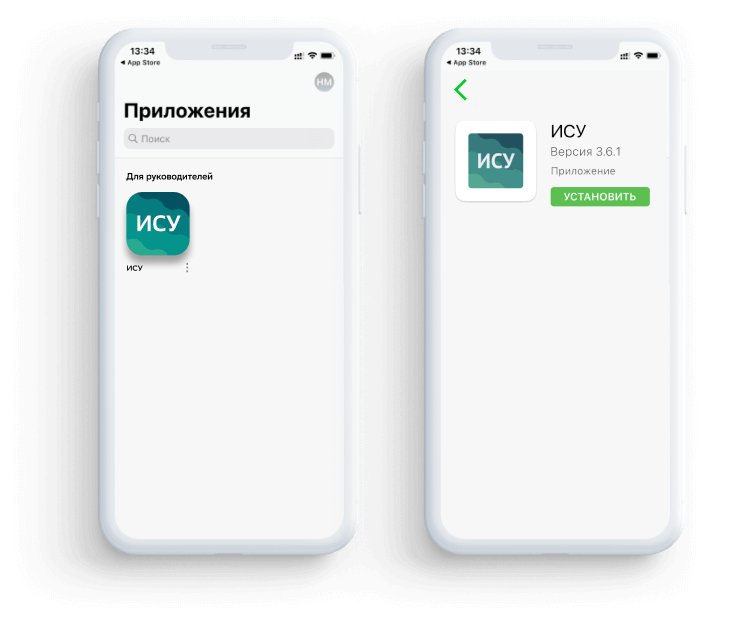 13:34
◀ App Store
НМ
Приложения
Поиск
Для руководителей
ИСУ
ИСУ
13:34
◀ App Store
ИСУ
ИСУ
Версия 3.6.1
Приложение
УСТАНОВИТЬ